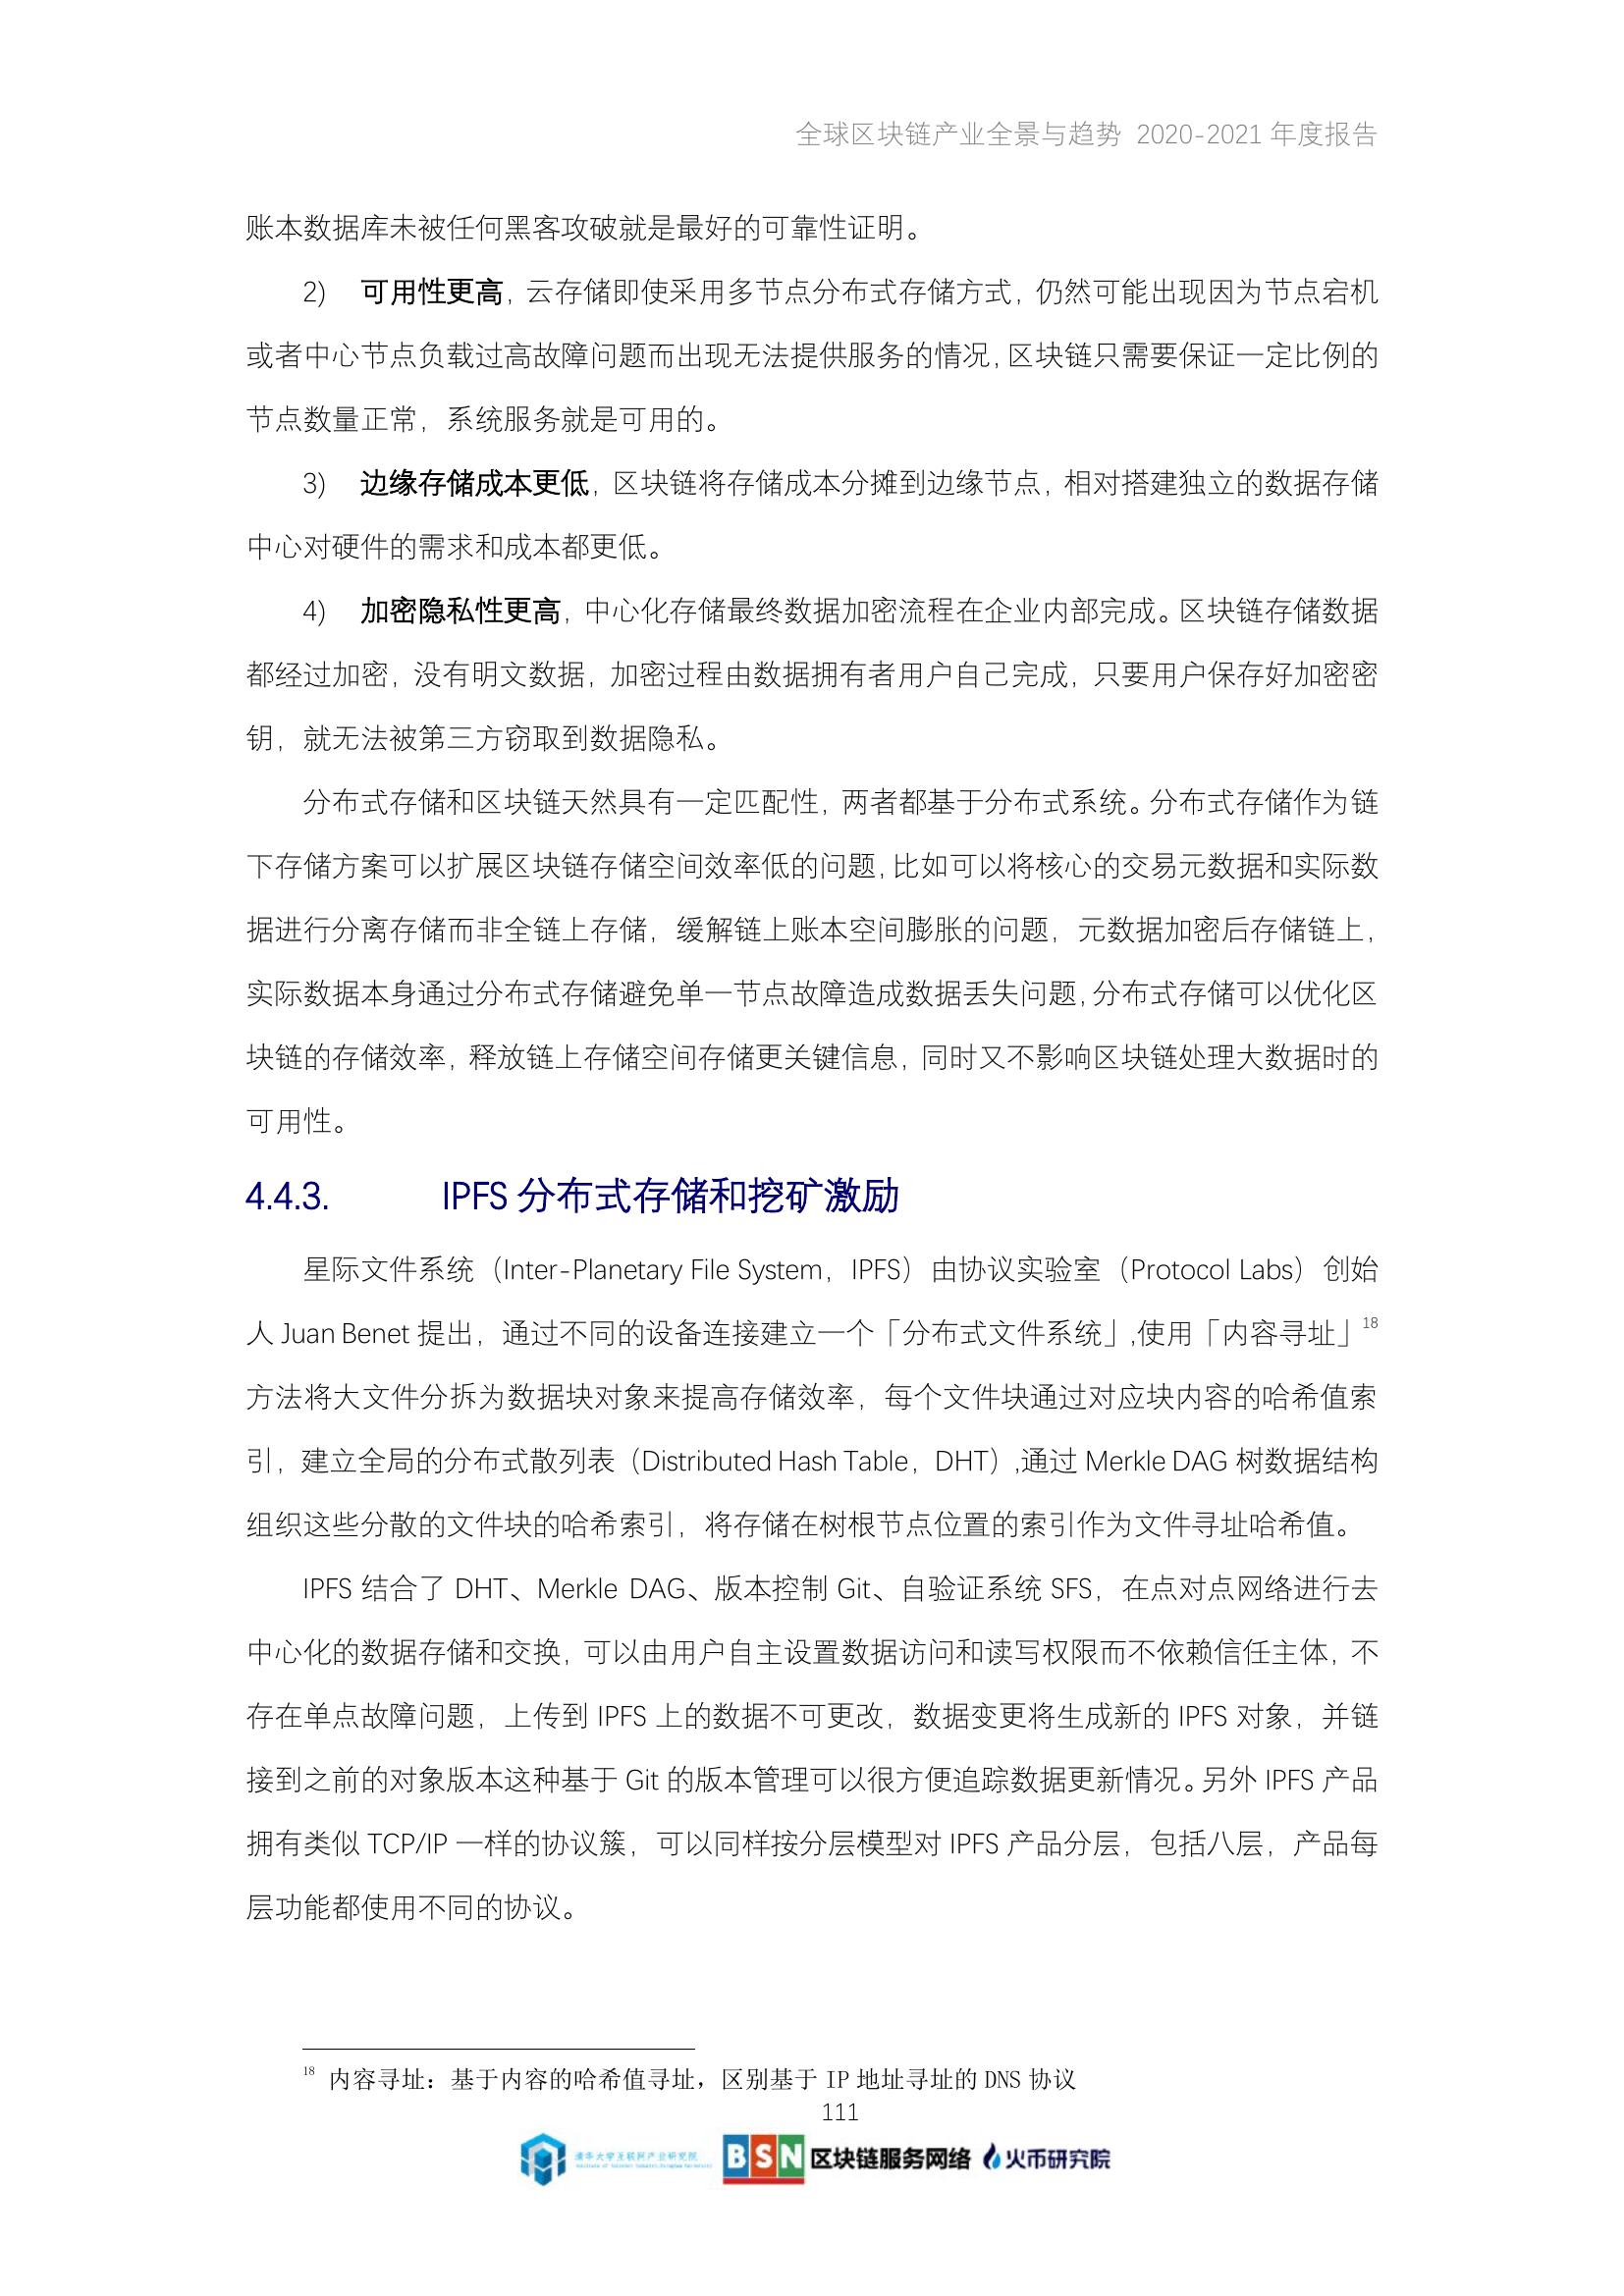 全球区块链产业全景与趋势 2020-2021 年度报告
账本数据库未被任何黑客攻破就是最好的可靠性证明。
2) 可用性更高，云存储即使采用多节点分布式存储方式，仍然可能出现因为节点宕机
或者中心节点负载过高故障问题而出现无法提供服务的情况，区块链只需要保证一定比例的
节点数量正常，系统服务就是可用的。
3) 边缘存储成本更低，区块链将存储成本分摊到边缘节点，相对搭建独立的数据存储
中心对硬件的需求和成本都更低。
4) 加密隐私性更高，中心化存储最终数据加密流程在企业内部完成。区块链存储数据
都经过加密，没有明文数据，加密过程由数据拥有者用户自己完成，只要用户保存好加密密
钥，就无法被第三方窃取到数据隐私。
分布式存储和区块链天然具有一定匹配性，两者都基于分布式系统。分布式存储作为链
下存储方案可以扩展区块链存储空间效率低的问题，比如可以将核心的交易元数据和实际数
据进行分离存储而非全链上存储，缓解链上账本空间膨胀的问题，元数据加密后存储链上，
实际数据本身通过分布式存储避免单一节点故障造成数据丢失问题，分布式存储可以优化区
块链的存储效率，释放链上存储空间存储更关键信息，同时又不影响区块链处理大数据时的
可用性。
4.4.3. IPFS 分布式存储和挖矿激励
星际文件系统（Inter-Planetary File System，IPFS）由协议实验室（Protocol Labs）创始
人 Juan Benet 提出，通过不同的设备连接建立一个「分布式文件系统」,使用「内容寻址」18
方法将大文件分拆为数据块对象来提高存储效率，每个文件块通过对应块内容的哈希值索
引，建立全局的分布式散列表（Distributed Hash Table，DHT）,通过 Merkle DAG 树数据结构
组织这些分散的文件块的哈希索引，将存储在树根节点位置的索引作为文件寻址哈希值。
IPFS 结合了 DHT、Merkle DAG、版本控制 Git、自验证系统 SFS，在点对点网络进行去
中心化的数据存储和交换，可以由用户自主设置数据访问和读写权限而不依赖信任主体，不
存在单点故障问题，上传到 IPFS 上的数据不可更改，数据变更将生成新的 IPFS 对象，并链
接到之前的对象版本这种基于 Git 的版本管理可以很方便追踪数据更新情况。另外 IPFS 产品
拥有类似 TCP/IP 一样的协议簇，可以同样按分层模型对 IPFS 产品分层，包括八层，产品每
层功能都使用不同的协议。
18 内容寻址：基于内容的哈希值寻址，区别基于 IP 地址寻址的 DNS 协议
111
清华大学互联网产业研究院
BSN 区块链服务网络 火币研究院